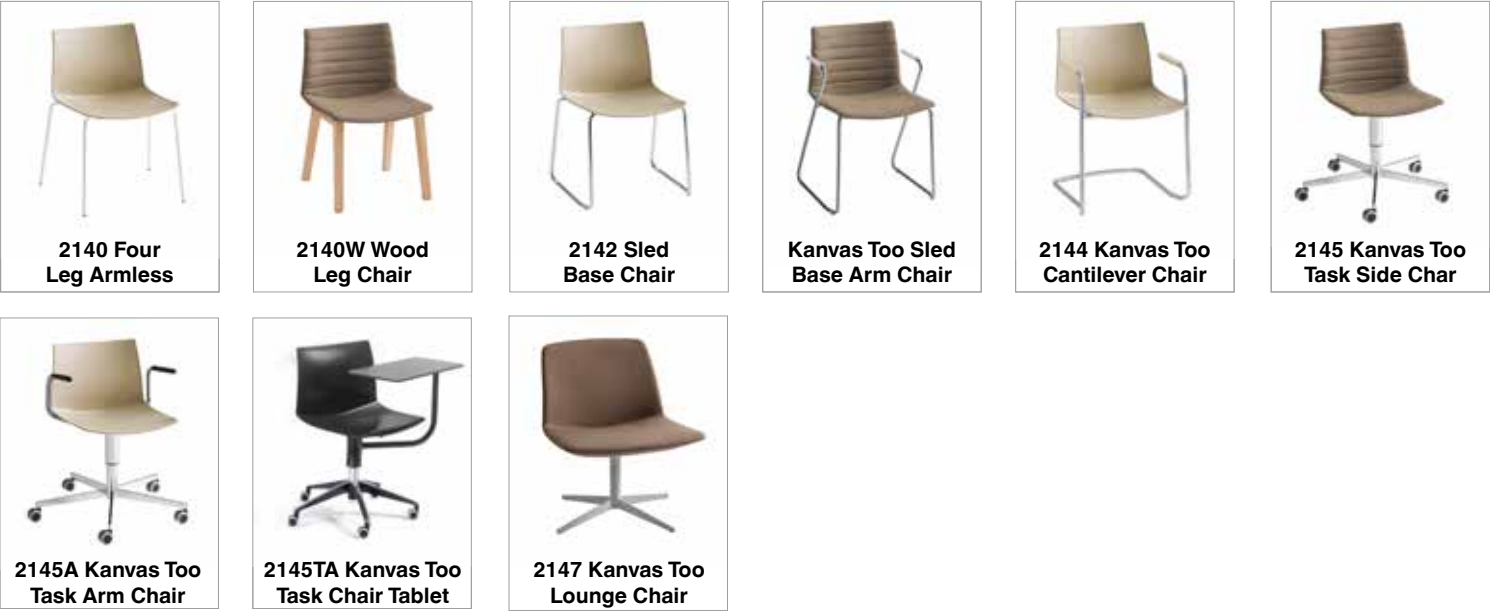 2140 Four
Leg Armless
2140W Wood
Leg Chair
2142 Sled
Base Chair
Kanvas Too Sled
Base Arm Chair
2144 Kanvas Too
Cantilever Chair
2145 Kanvas Too
Task Side Char
2145A Kanvas Too
Task Arm Chair
2145TA Kanvas Too
Task Chair Tablet
2147 Kanvas Too
Lounge Chair